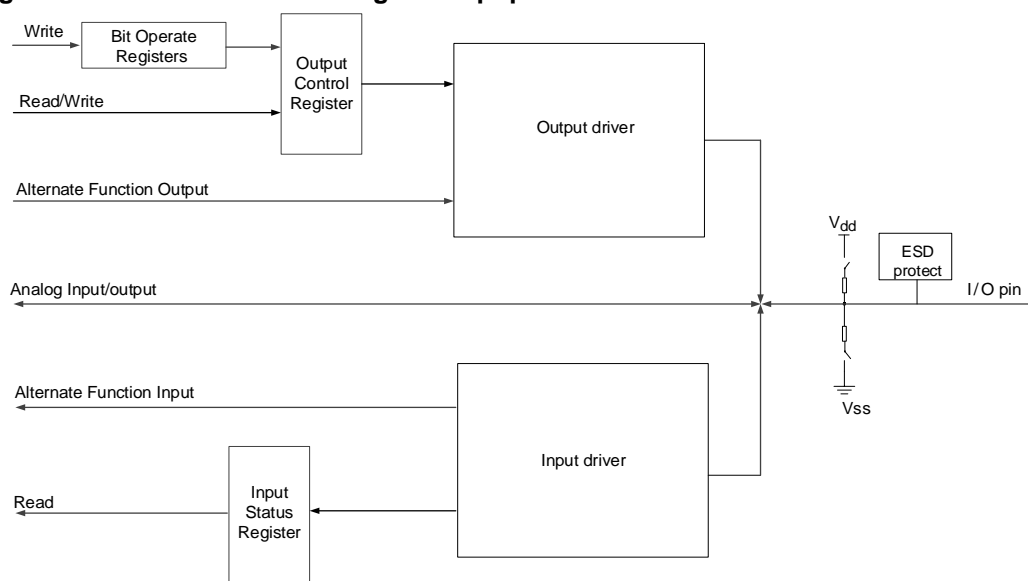 Write
Bit Operate
Registers
Output
Control
Register
Read/Write
Output driver
Alternate Function Output
Vdd
ESD
protect
Analog Input/output
I/O pin
Alternate Function Input
Vss
Input driver
Read
Input
Status
Register